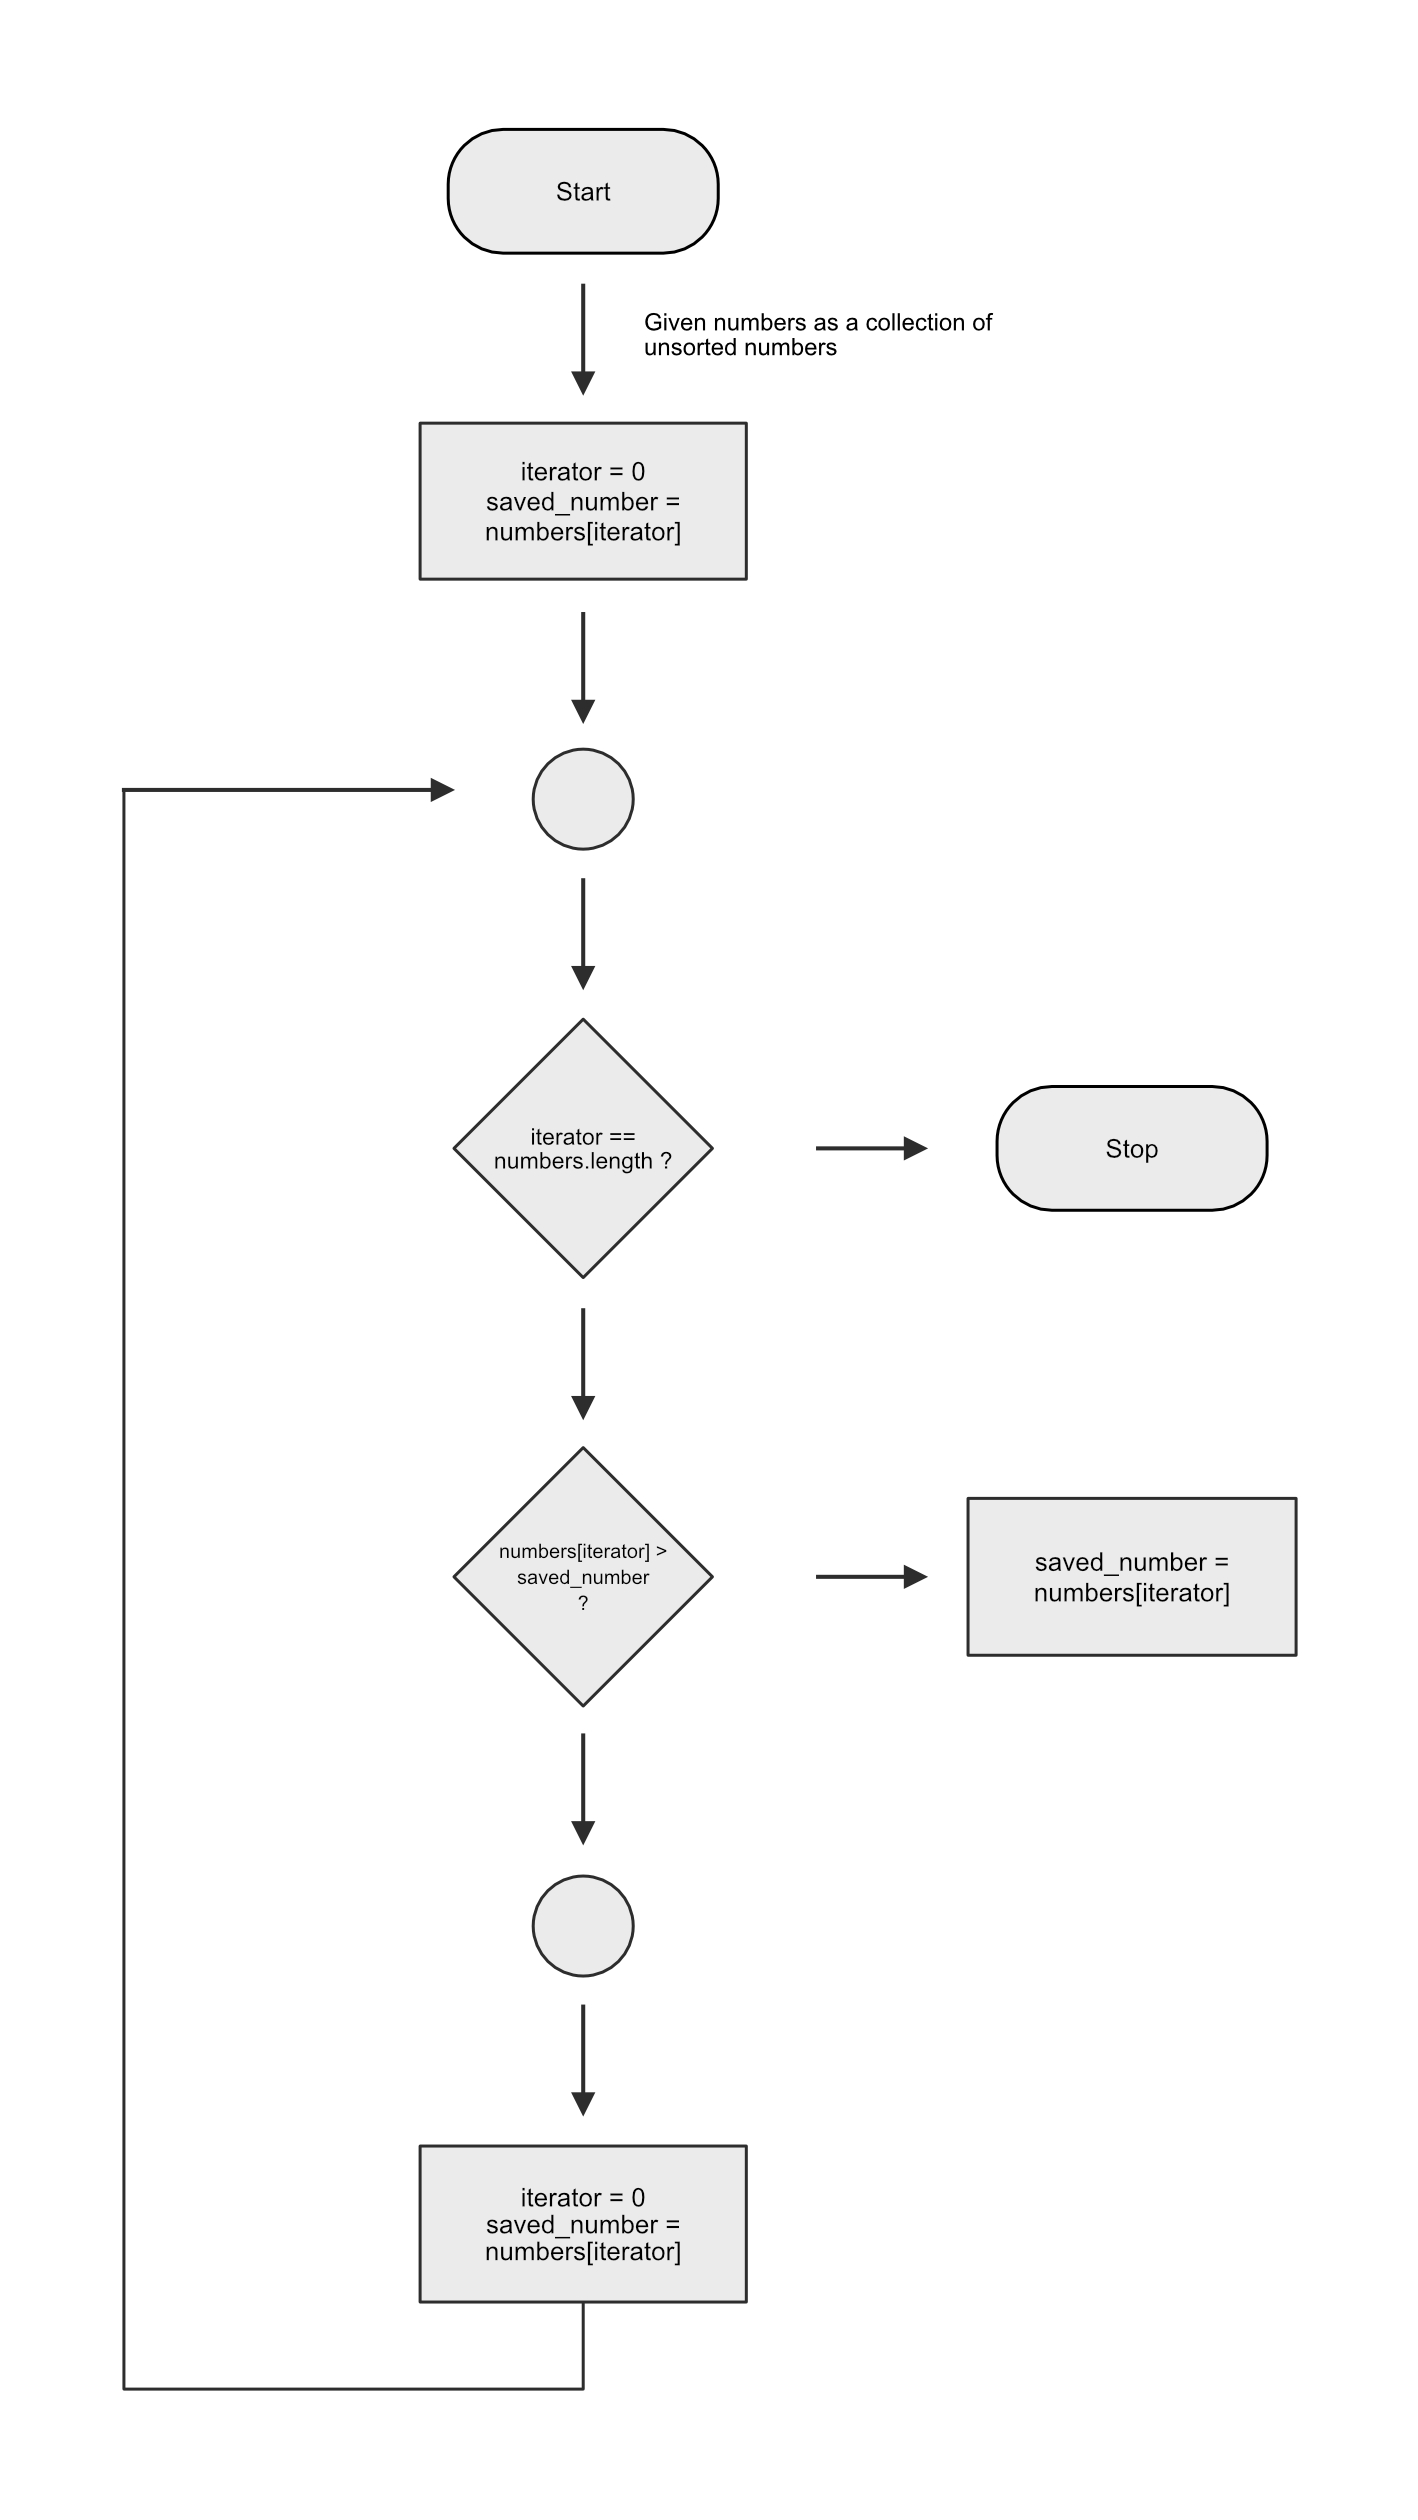 Start
Given numbers as a collection of
unsorted numbers
iterator = 0
saved_number =
numbers[iterator]
iterator ==
numbers.length ?
Stop
numbers[iterator] >
saved_number
?
saved_number =
numbers[iterator]
iterator = 0
saved_number =
numbers[iterator]